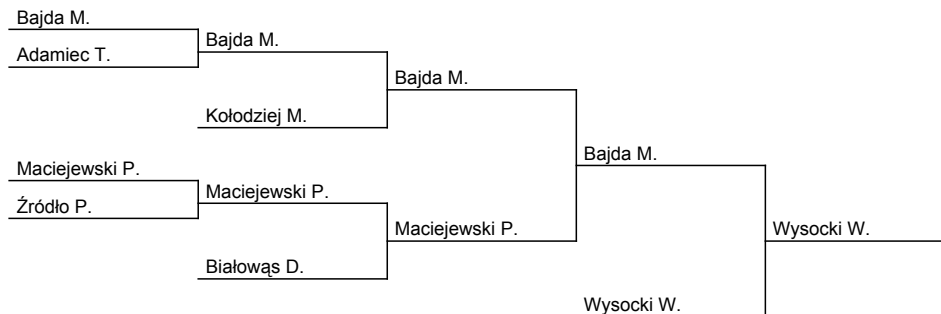 Bajda M.
Adamiec T.
Bajda M.
Bajda M.
Kołodziej M.
Bajda M.
Maciejewski P.
Maciejewski P.
Źródło P.
Maciejewski P.
Wysocki W.
Białowąs D.
Wysocki W.